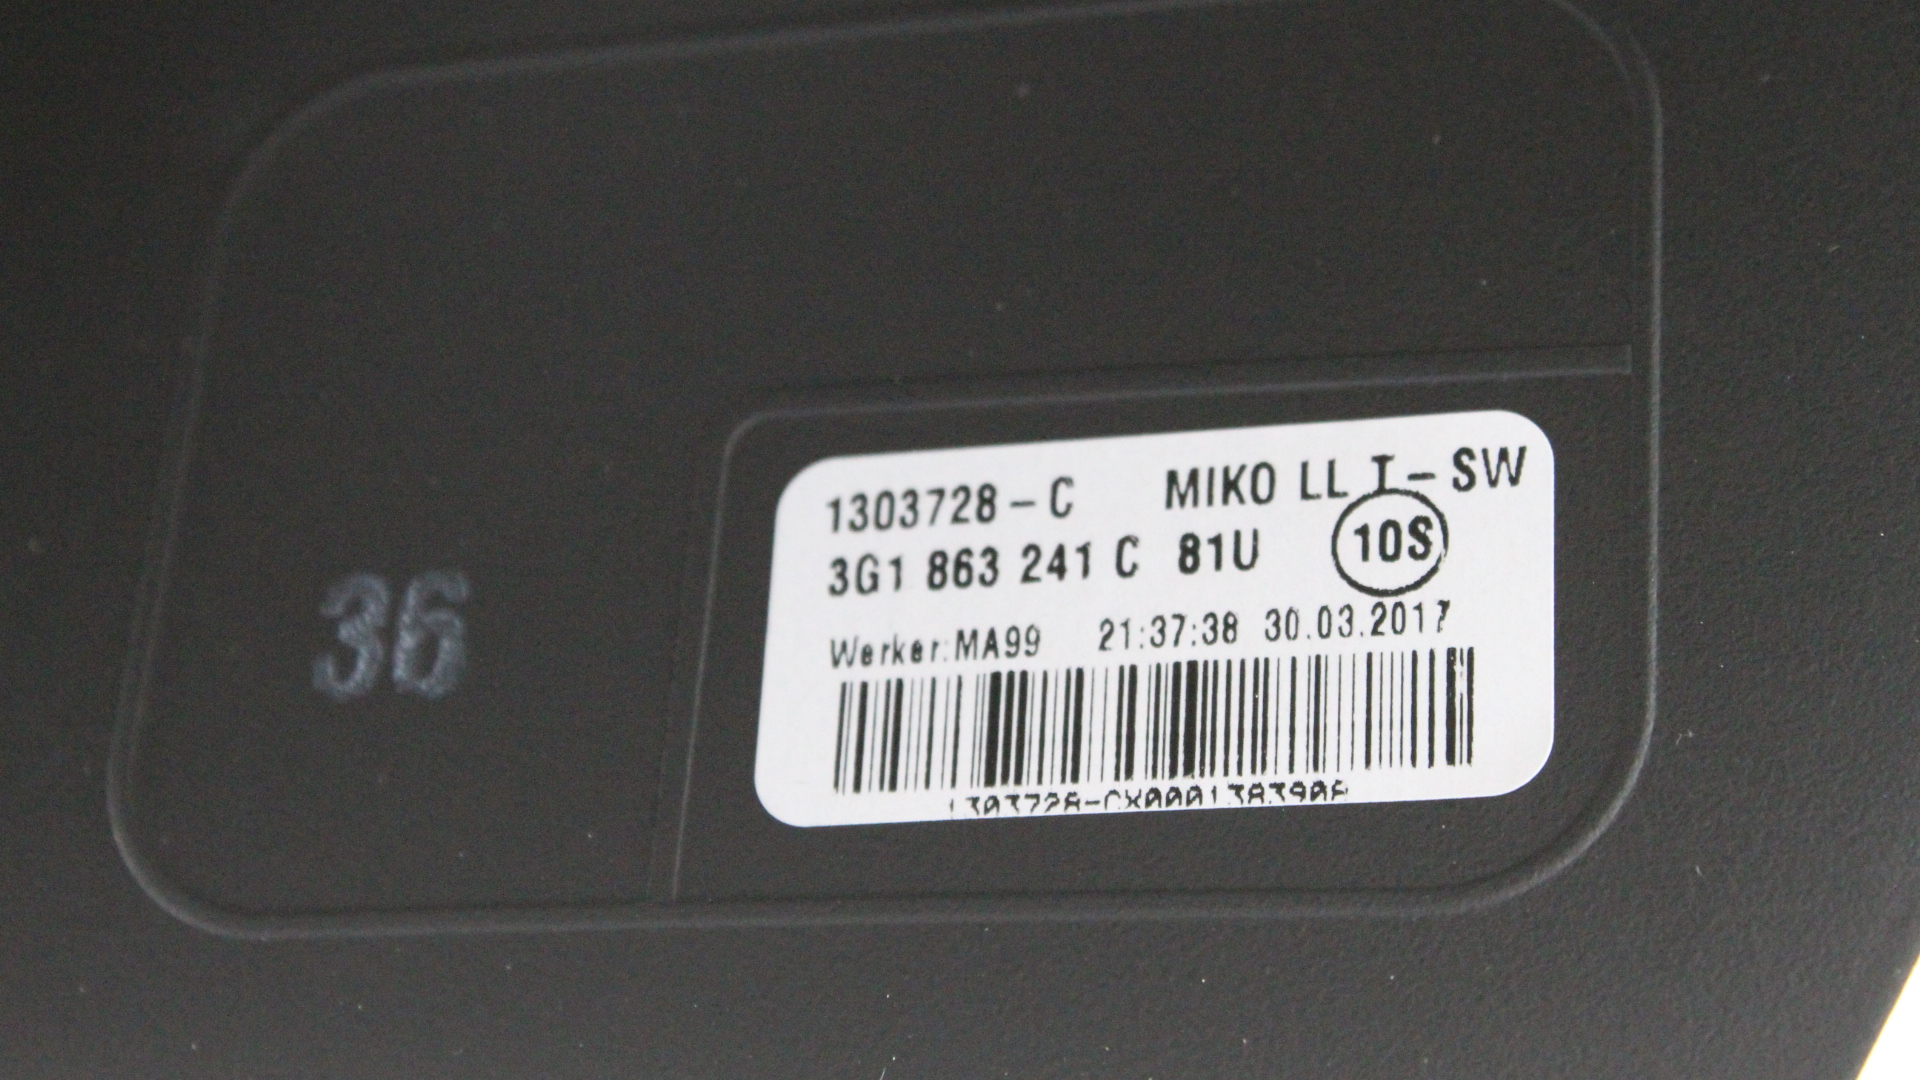 1303728-C MIKO LL I-SW
3G1 863 241 C 81U 10S
Werker:MA99 21:37:38 30.03.2017
36